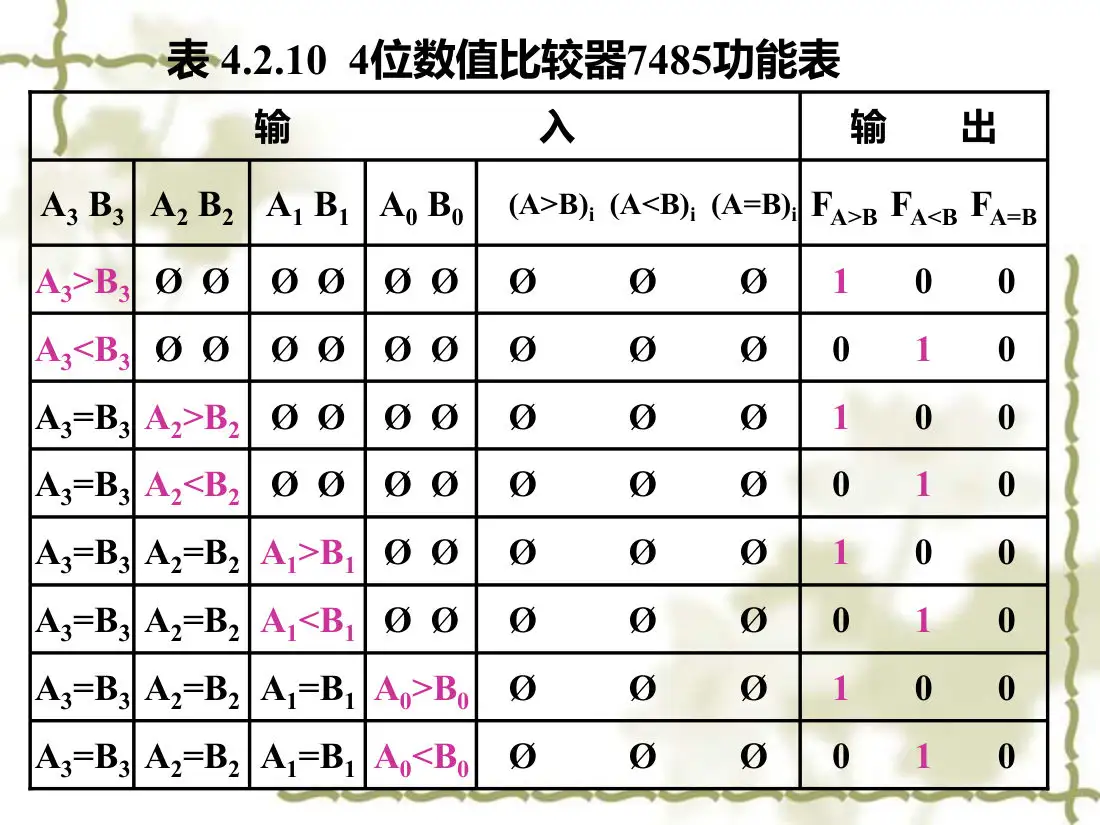 表 4.2.10 4位数值比较器7485功能表
输 入 输 出
A₃ B₃ A₂ B₂ A₁ B₁ A₀ B₀ (A>B)ᵢ (A<B)ᵢ (A=B)ᵢ F_A>B F_A<B F_A=B
A₃>B₃ Ø Ø Ø Ø Ø Ø Ø Ø Ø 1 0 0
A₃<B₃ Ø Ø Ø Ø Ø Ø Ø Ø Ø 0 1 0
A₃=B₃ A₂>B₂ Ø Ø Ø Ø Ø Ø Ø 1 0 0
A₃=B₃ A₂<B₂ Ø Ø Ø Ø Ø Ø Ø 0 1 0
A₃=B₃ A₂=B₂ A₁>B₁ Ø Ø Ø Ø Ø 1 0 0
A₃=B₃ A₂=B₂ A₁<B₁ Ø Ø Ø Ø Ø 0 1 0
A₃=B₃ A₂=B₂ A₁=B₁ A₀>B₀ Ø Ø Ø 1 0 0
A₃=B₃ A₂=B₂ A₁=B₁ A₀<B₀ Ø Ø Ø 0 1 0